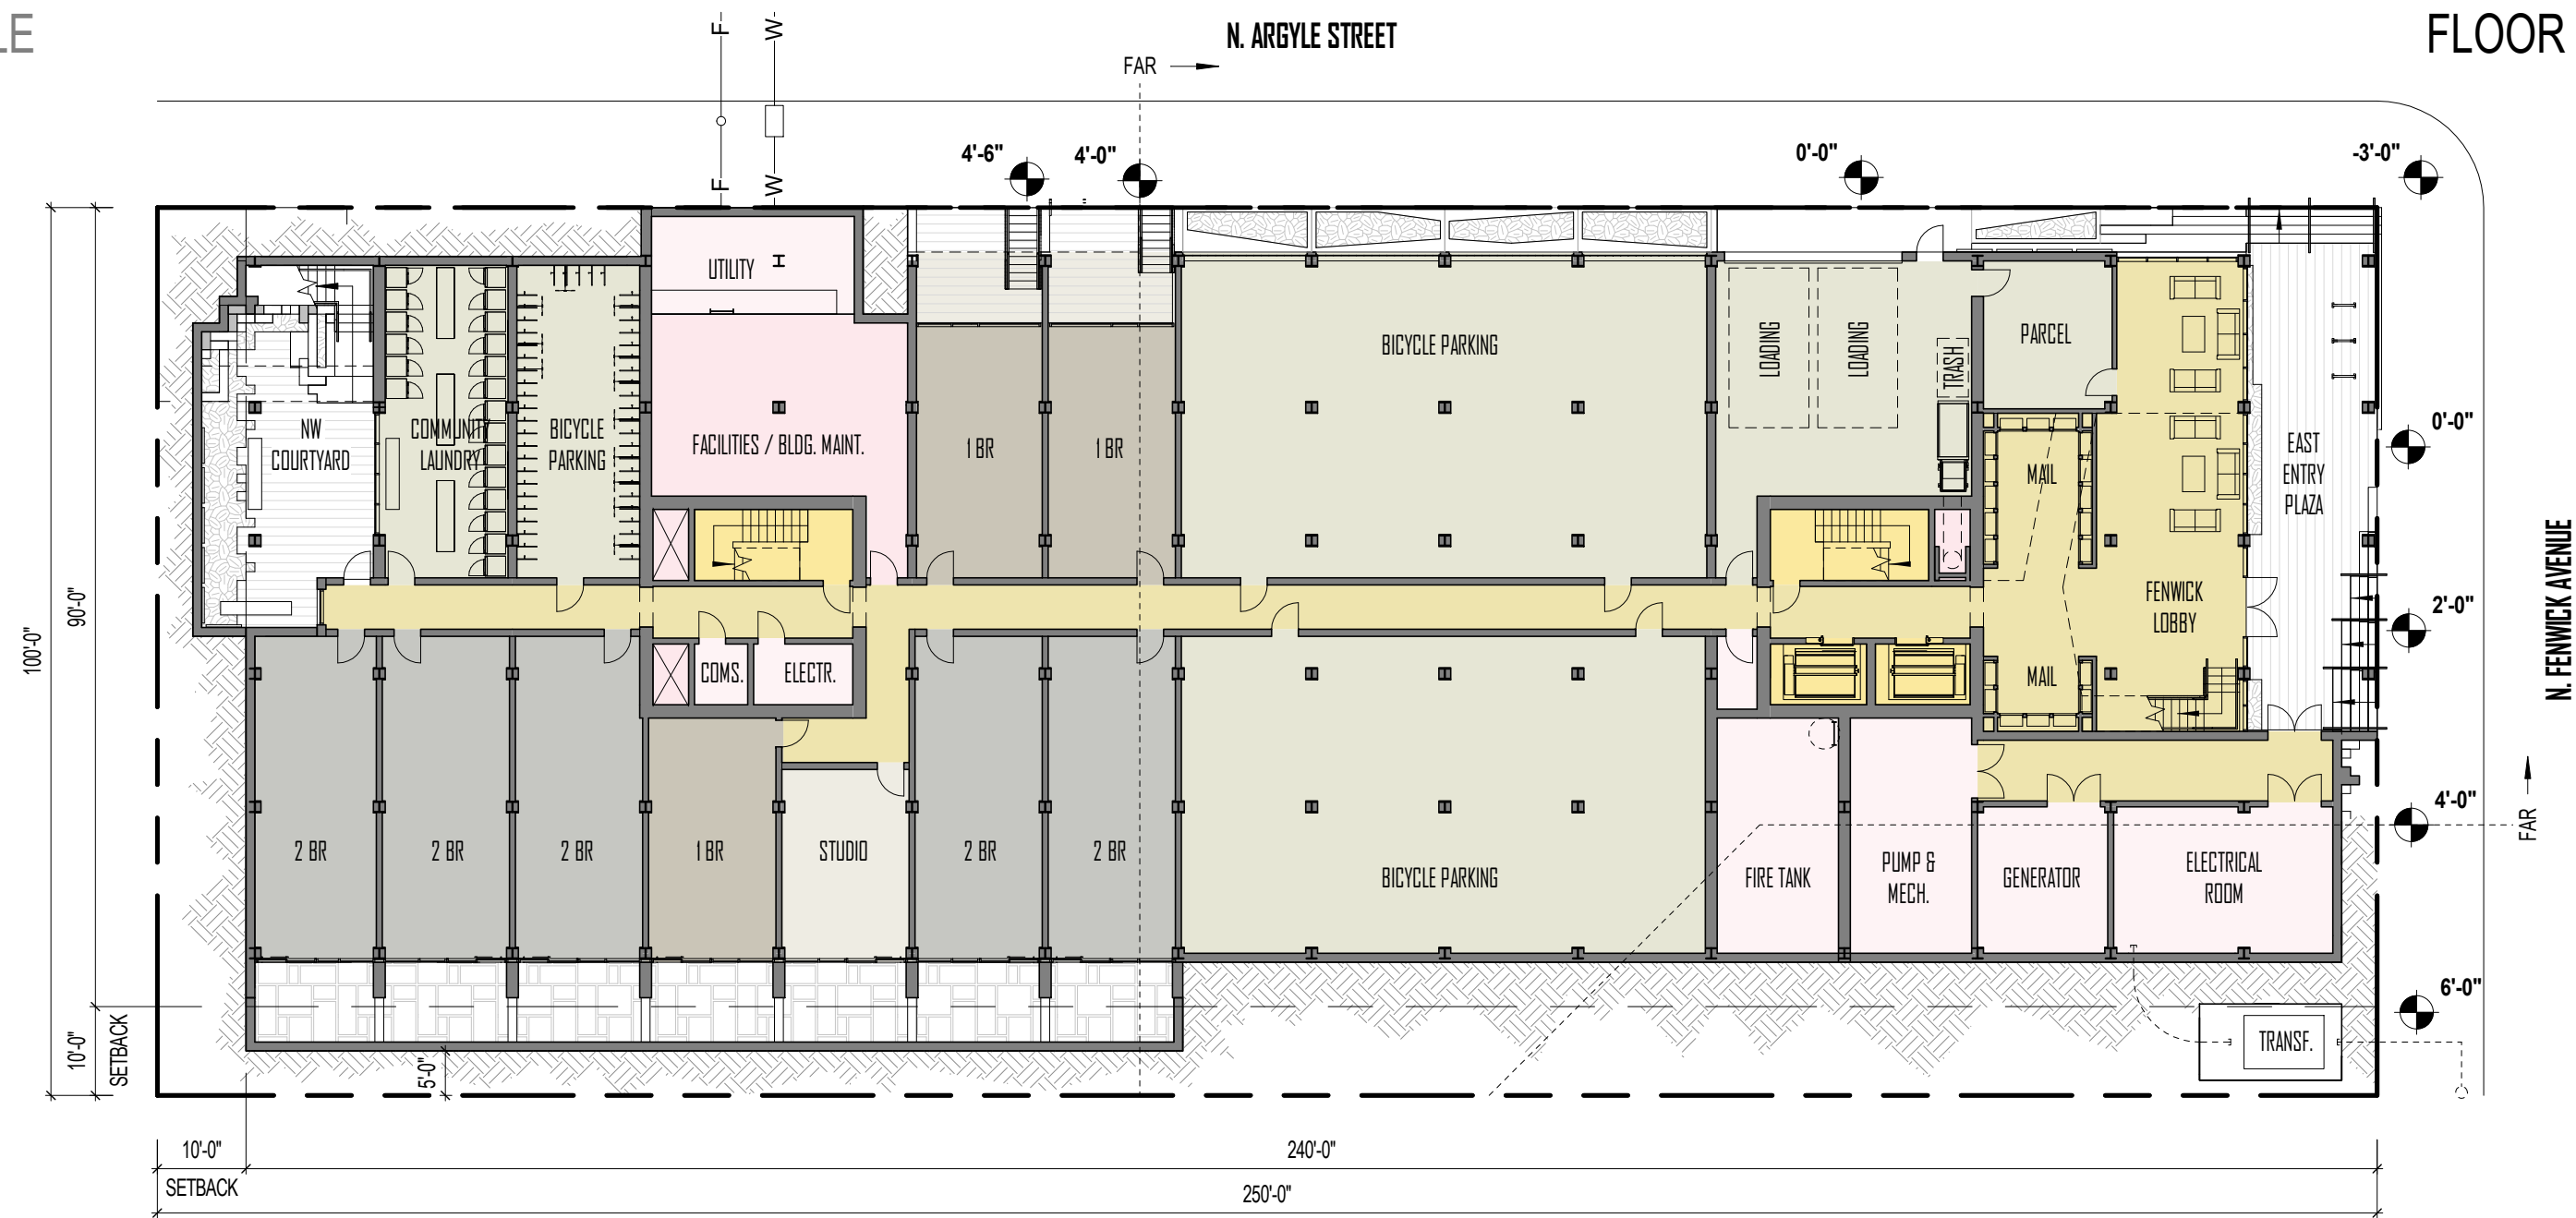 LE
N. ARGYLE STREET
FLOOR
F
W
FAR
4'-6"
4'-0"
0'-0"
-3'-0"
F
W
UTILITY
BICYCLE PARKING
LOADING
LOADING
TRASH
PARCEL
NW
COURTYARD
COMMUNITY
LAUNDRY
BICYCLE
PARKING
FACILITIES / BLDG. MAINT.
1 BR
1 BR
MAIL
EAST
ENTRY
PLAZA
0'-0"
N. FENWICK AVENUE
100'-0"
90'-0"
FENWICK
LOBBY
2'-0"
COMS.
ELECTR.
MAIL
4'-0"
FAR
2 BR
2 BR
2 BR
1 BR
STUDIO
2 BR
2 BR
BICYCLE PARKING
FIRE TANK
PUMP &
MECH.
GENERATOR
ELECTRICAL
ROOM
6'-0"
10'-0"
SETBACK
5'-0"
TRANSF.
10'-0"
240'-0"
SETBACK
250'-0"